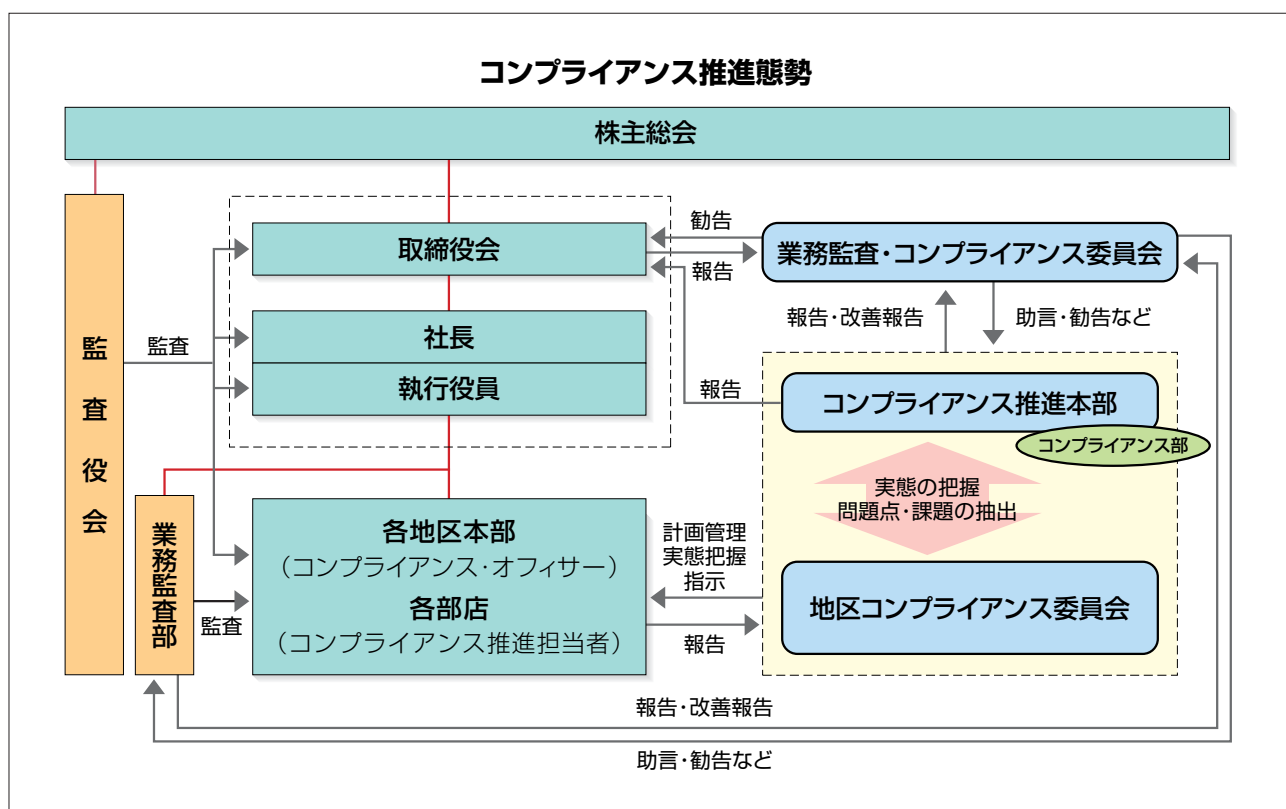 コンプライアンス推進態勢
株主総会
監査役会
監査
取締役会
社長
執行役員
勧告
報告
業務監査・コンプライアンス委員会
報告・改善報告
助言・勧告など
報告
コンプライアンス推進本部
コンプライアンス部
実態の把握
問題点・課題の抽出
地区コンプライアンス委員会
計画管理
実態把握
指示
報告
各地区本部
（コンプライアンス・オフィサー）
各部店
（コンプライアンス推進担当者）
業務監査部
監査
報告・改善報告
助言・勧告など